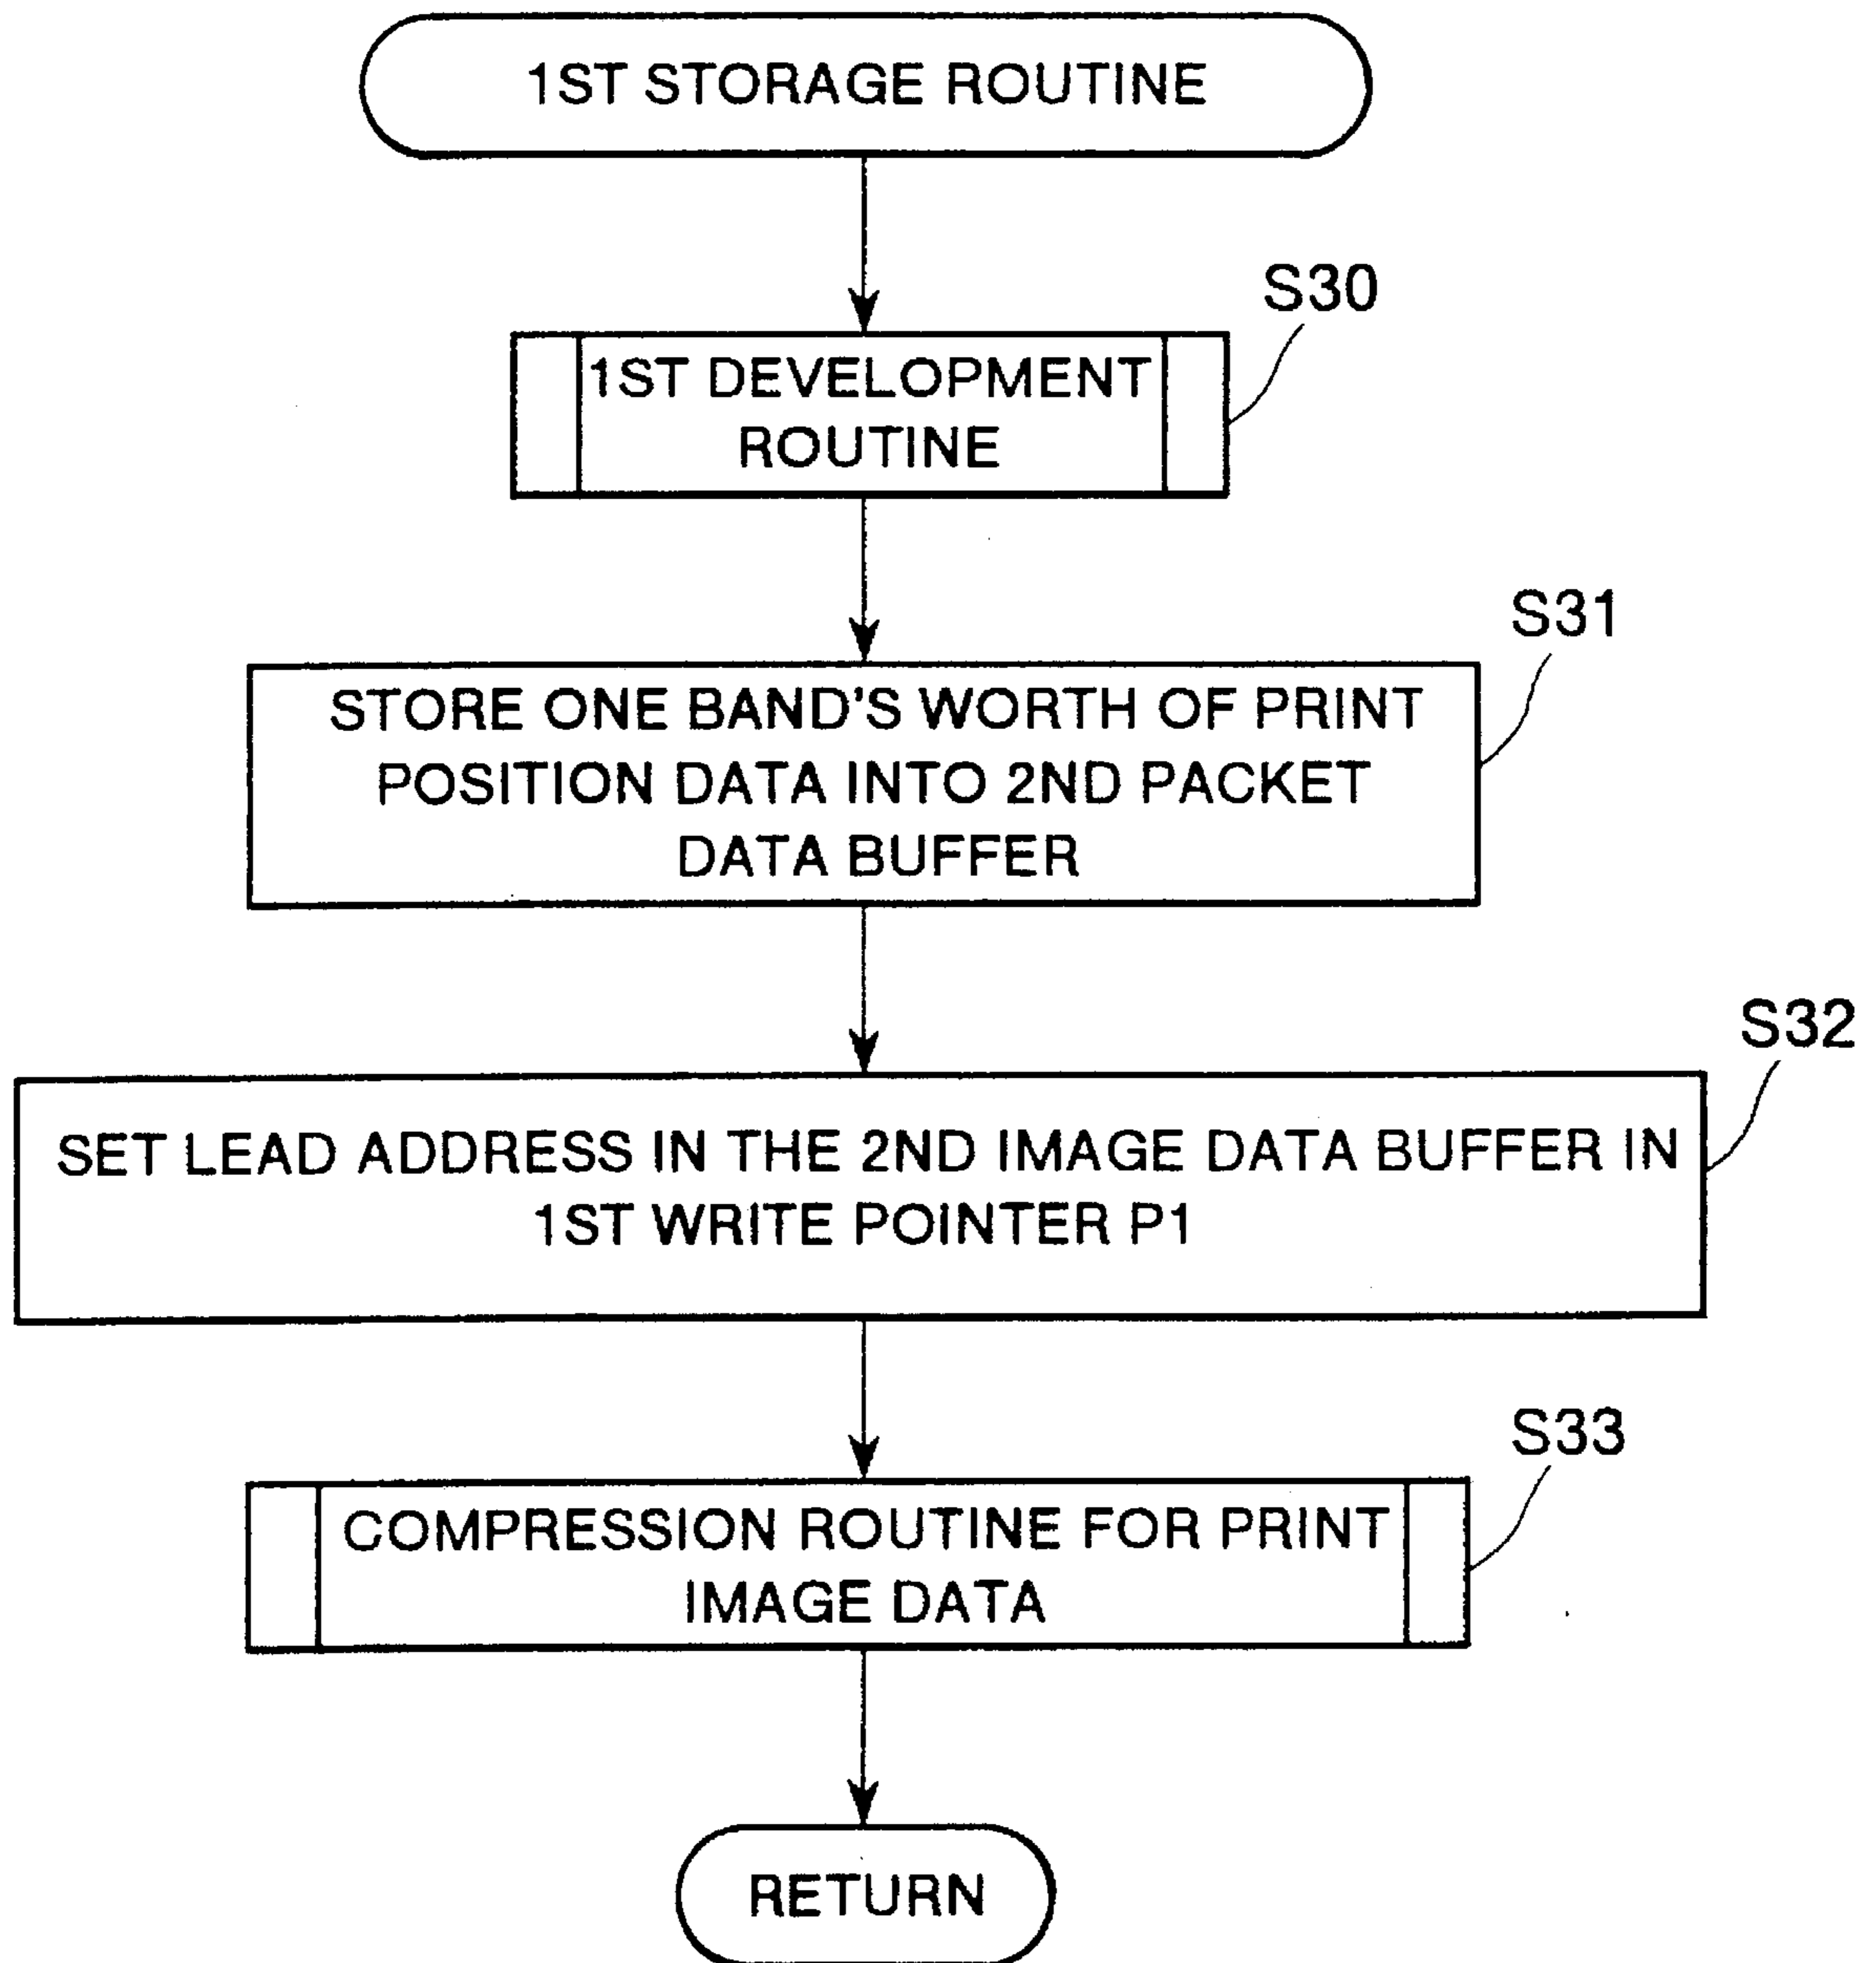 1ST STORAGE ROUTINE
S30
1ST DEVELOPMENT
ROUTINE
S31
STORE ONE BAND'S WORTH OF PRINT
POSITION DATA INTO 2ND PACKET
DATA BUFFER
S32
SET LEAD ADDRESS IN THE 2ND IMAGE DATA BUFFER IN
1ST WRITE POINTER P1
S33
COMPRESSION ROUTINE FOR PRINT
IMAGE DATA
RETURN